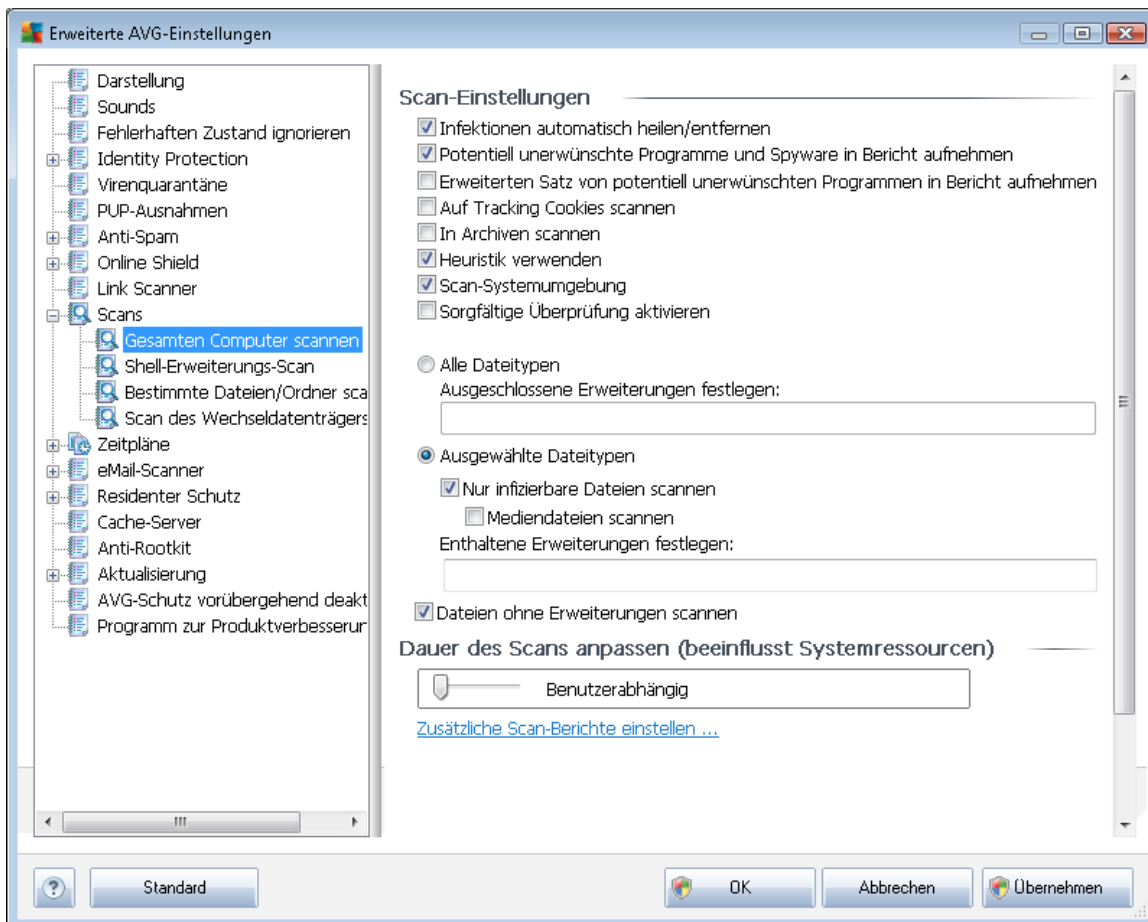 Erweiterte AVG-Einstellungen
Darstellung
Sounds
Fehlerhaften Zustand ignorieren
Identity Protection
Virenquarantäne
PUP-Ausnahmen
Anti-Spam
Online Shield
Link Scanner
Scans
Gesamten Computer scannen
Shell-Erweiterungs-Scan
Bestimmte Dateien/Ordner sca
Scan des Wechseldatenträgers
Zeitpläne
eMail-Scanner
Residenter Schutz
Cache-Server
Anti-Rootkit
Aktualisierung
AVG-Schutz vorübergehend deakt
Programm zur Produktverbesserur
Scan-Einstellungen
Infektionen automatisch heilen/entfernen
Potentiell unerwünschte Programme und Spyware in Bericht aufnehmen
Erweiterten Satz von potentiell unerwünschten Programmen in Bericht aufnehmen
Auf Tracking Cookies scannen
In Archiven scannen
Heuristik verwenden
Scan-Systemumgebung
Sorgfältige Überprüfung aktivieren
Alle Dateitypen
Ausgeschlossene Erweiterungen festlegen:
Ausgewählte Dateitypen
Nur infizierbare Dateien scannen
Mediendateien scannen
Enthaltene Erweiterungen festlegen:
Dateien ohne Erweiterungen scannen
Dauer des Scans anpassen (beeinflusst Systemressourcen)
Benutzerabhängig
Zusätzliche Scan-Berichte einstellen ...
? Standard OK Abbrechen Übernehmen